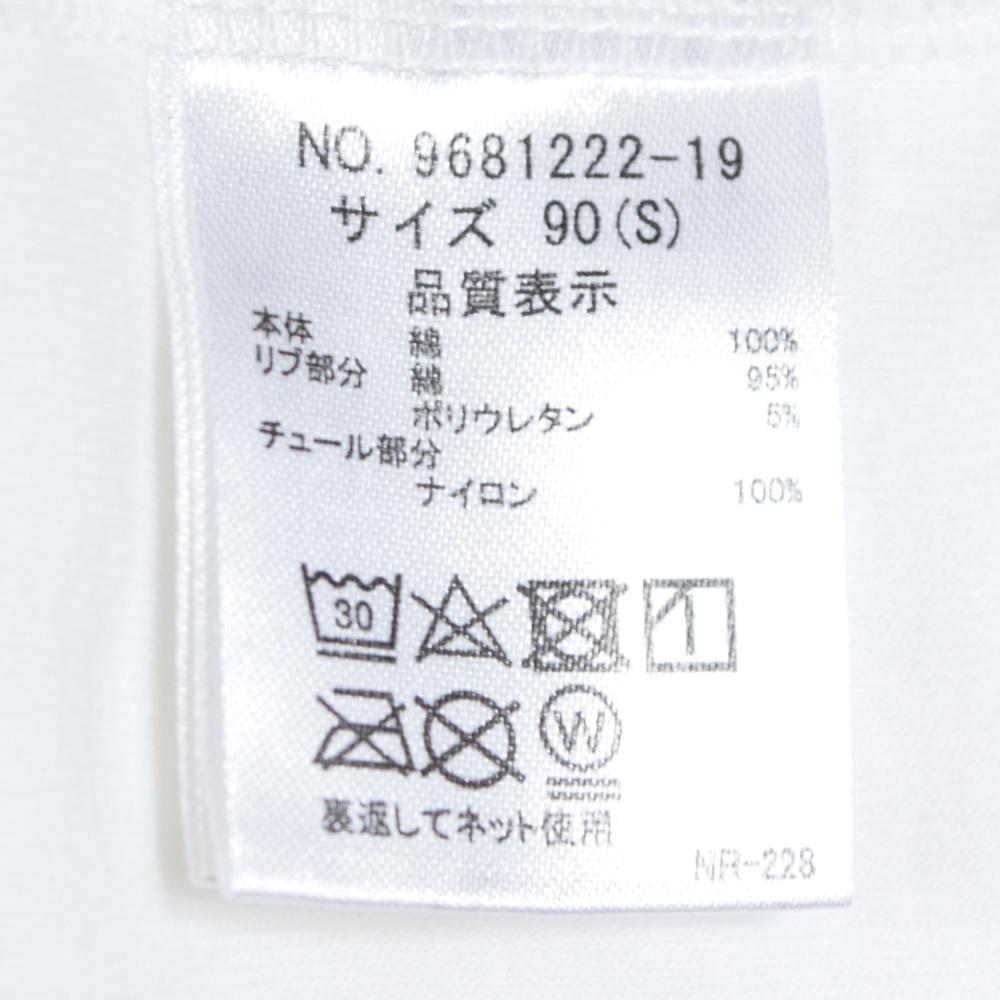 NO. 9681222-19
サイズ 90(S)
品質表示
本体 綿 100%
リブ部分 綿 95%
ポリウレタン 5%
チュール部分
ナイロン 100%
30
W
裏返してネット使用
NR-228